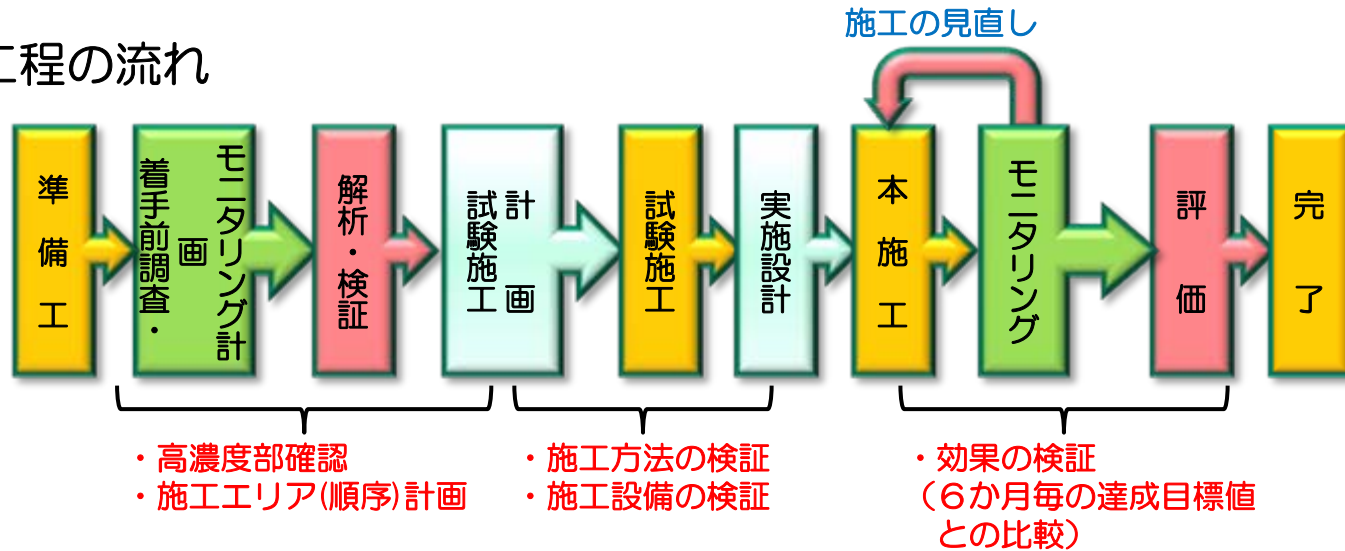 工程の流れ
施工の見直し
準備工
着手前調査・
モニタリング計
画
解析・検証
試験施工
計画
試験施工
実施設計
本施工
モニタリング
評価
完了
・高濃度部確認
・施工エリア(順序)計画
・施工方法の検証
・施工設備の検証
・効果の検証
（６か月毎の達成目標値
との比較）